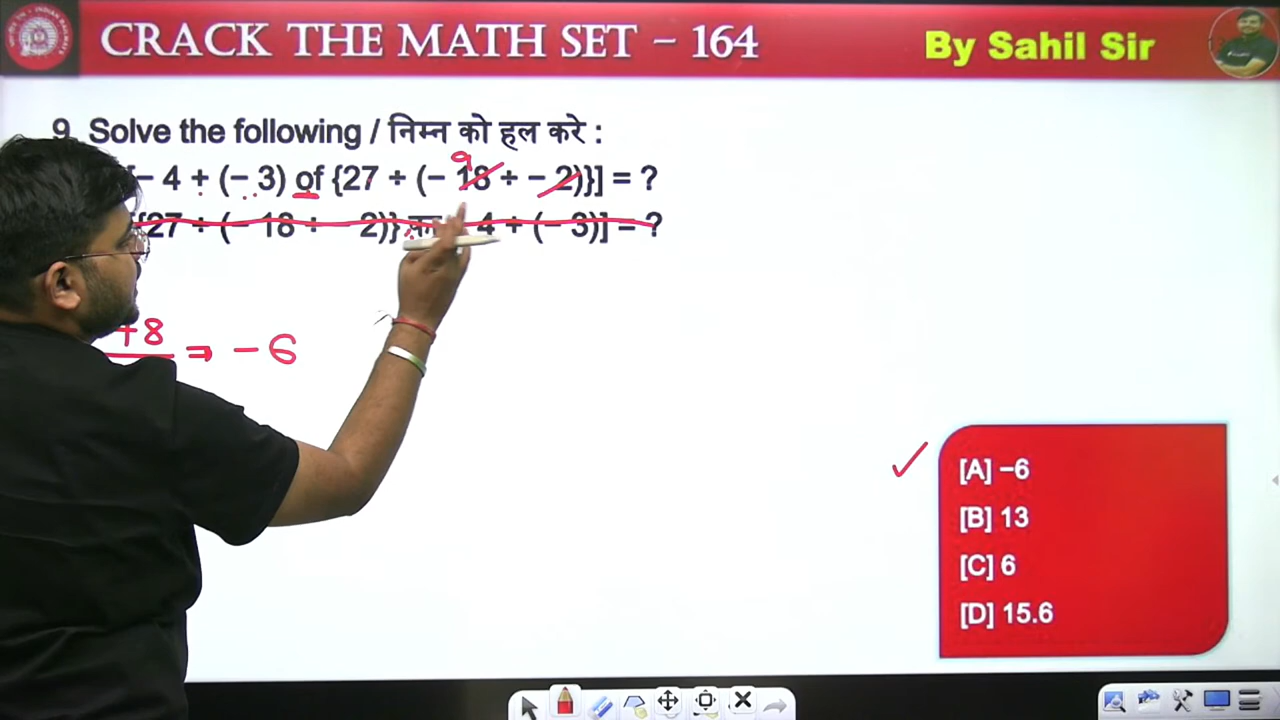 CRACK THE MATH SET – 164
By Sahil Sir
9. Solve the following / निम्न को हल करे :
[– 4 + (– 3) of {27 ÷ (– 18 ÷ – 2)}] = ?
9
{27 ÷ (– 18 ÷ – 2)} का – 4 + (– 3)] = ?
+8 ⇒ –6
[A] –6
[B] 13
[C] 6
[D] 15.6